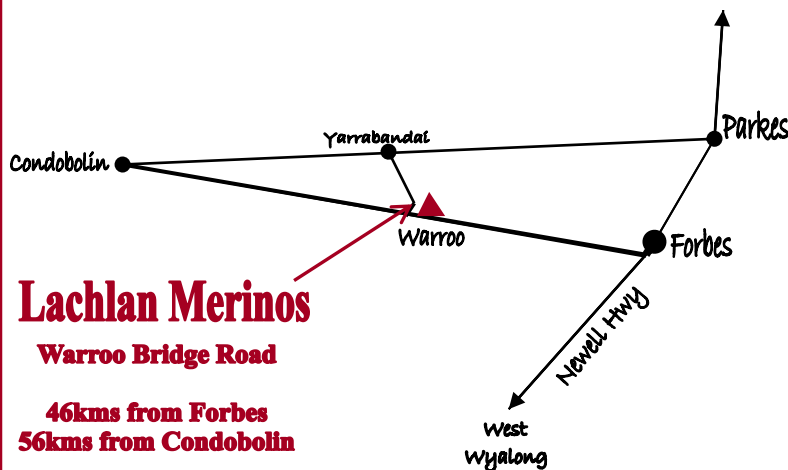 Parkes
Yarrabandai
Condobolin
Warroo
Forbes
Lachlan Merinos
Newell Hwy
Warroo Bridge Road
46kms from Forbes
56kms from Condobolin
West
Wyalong